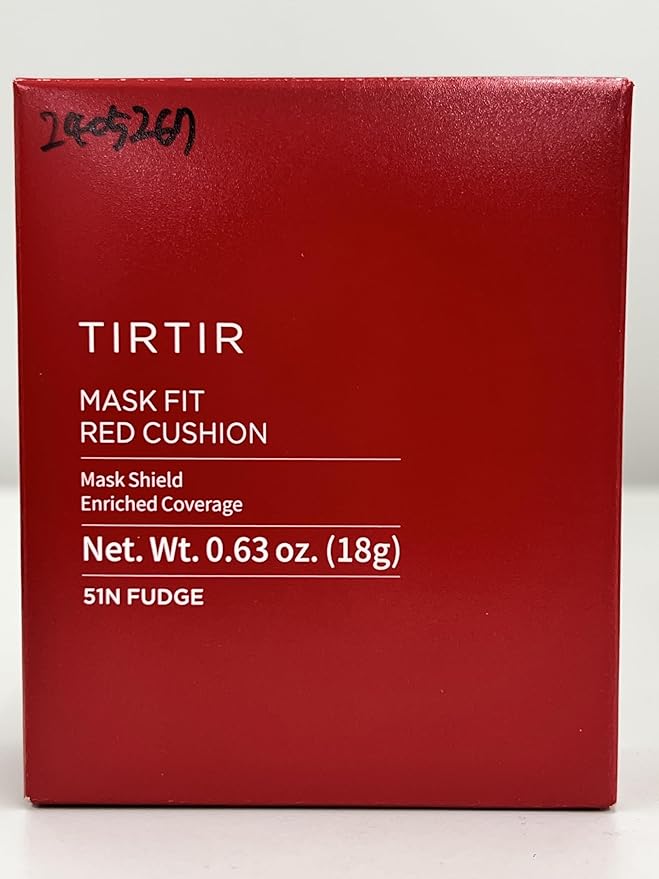 2405267
TIRTIR
MASK FIT
RED CUSHION
Mask Shield
Enriched Coverage
Net. Wt. 0.63 oz. (18g)
51N FUDGE